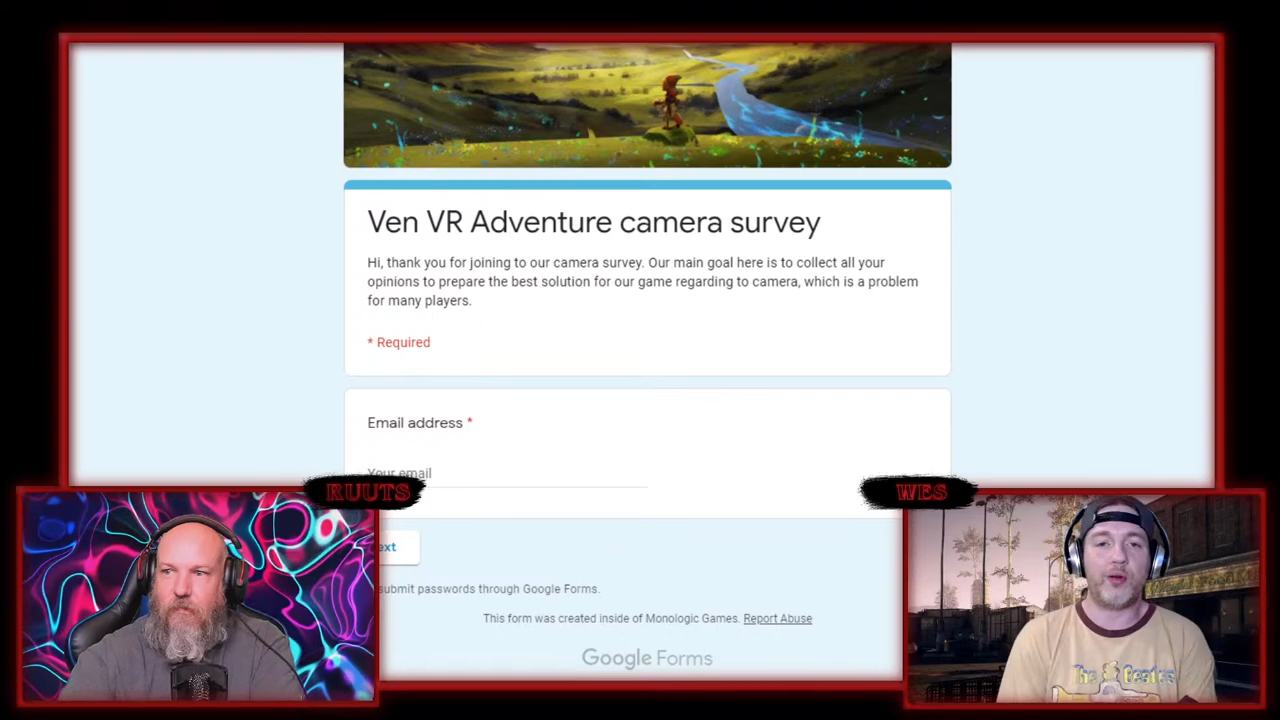 Ven VR Adventure camera survey
Hi, thank you for joining to our camera survey. Our main goal here is to collect all your
opinions to prepare the best solution for our game regarding to camera, which is a problem
for many players.
* Required
Email address *
Your email
RUUTS
WES
ext
submit passwords through Google Forms.
This form was created inside of Monologic Games. Report Abuse
Google Forms
The Beatles